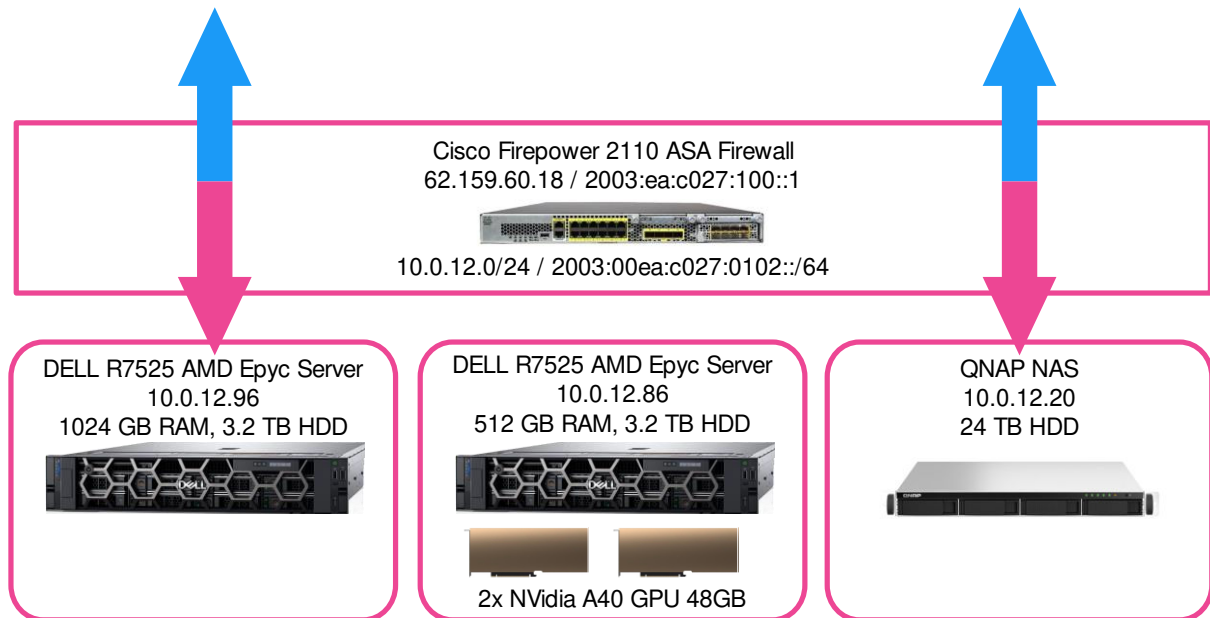 Cisco Firepower 2110 ASA Firewall
62.159.60.18 / 2003:ea:c027:100::1
10.0.12.0/24 / 2003:00ea:c027:0102::/64
DELL R7525 AMD Epyc Server
10.0.12.96
1024 GB RAM, 3.2 TB HDD
DELL
DELL R7525 AMD Epyc Server
10.0.12.86
512 GB RAM, 3.2 TB HDD
DELL
2x NVidia A40 GPU 48GB
QNAP NAS
10.0.12.20
24 TB HDD
QNAP